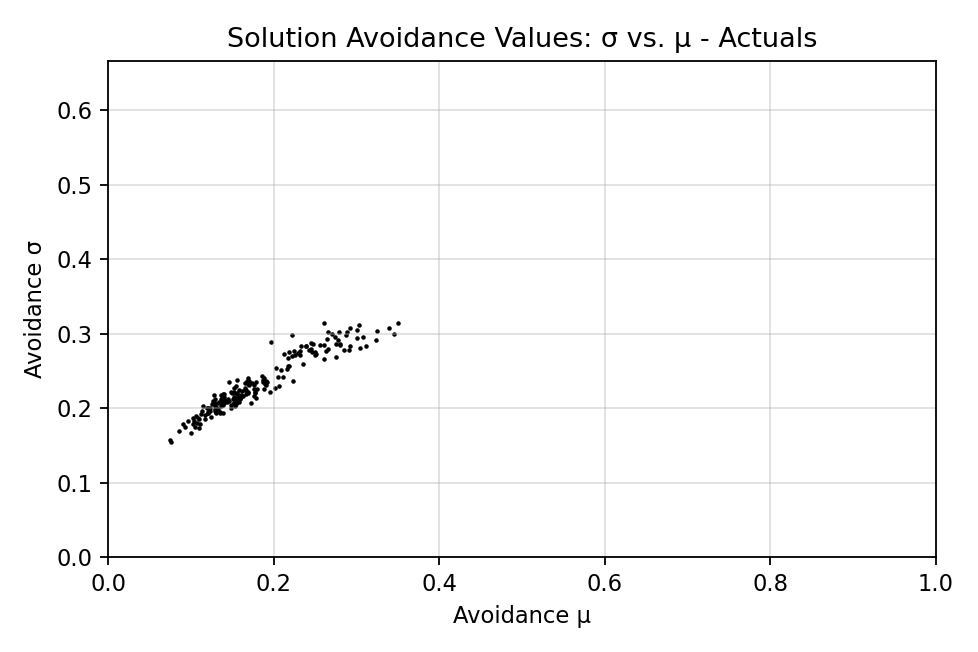 Solution Avoidance Values: σ vs. μ - Actuals
0.6
0.5
0.4
0.3
0.2
0.1
0.0
Avoidance σ
0.0 0.2 0.4 0.6 0.8 1.0
Avoidance μ